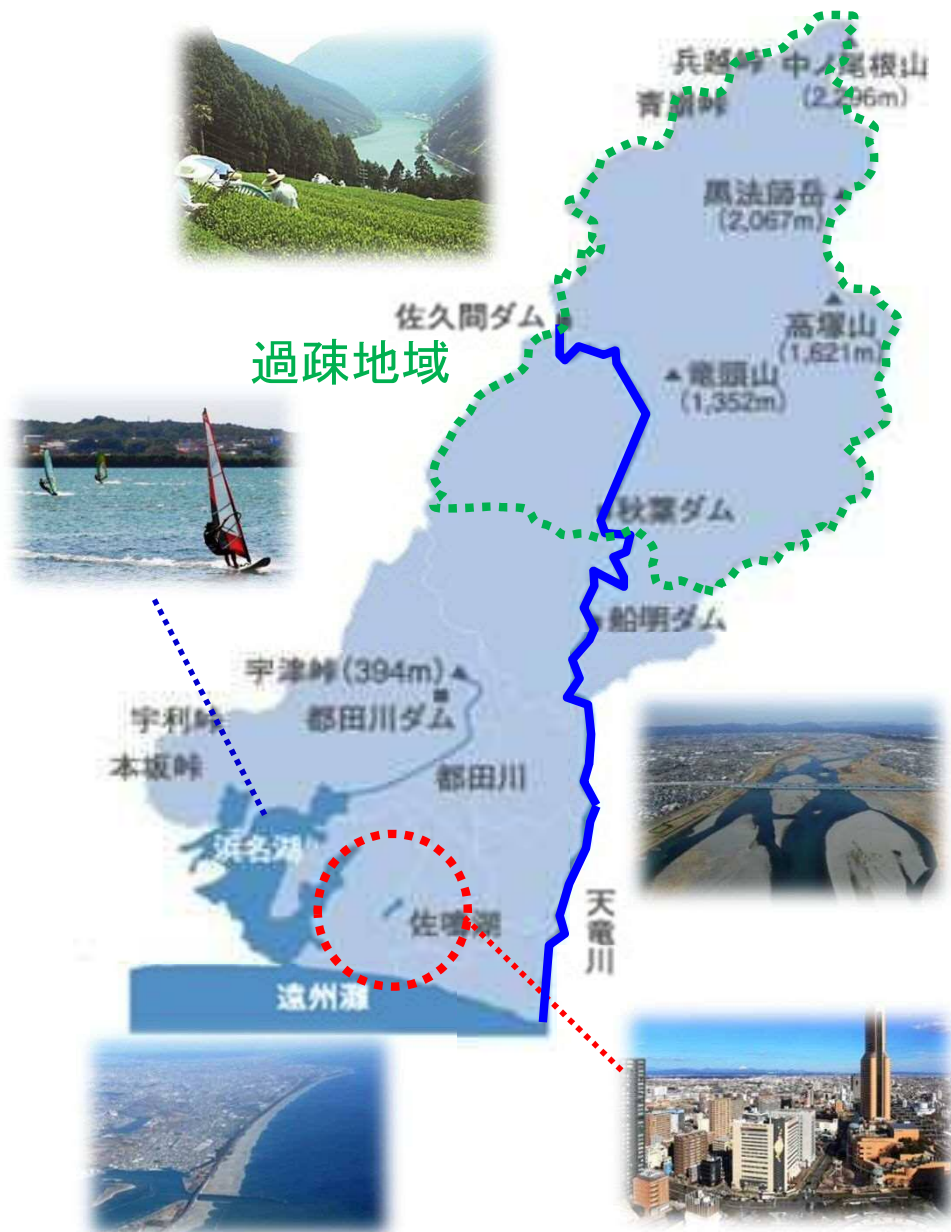 兵越峠
中ノ尾根山
(2,296m)
青崩峠
黒法師岳
(2,067m)
佐久間ダム
高塚山
(1,621m)
過疎地域
竜頭山
(1,352m)
秋葉ダム
船明ダム
宇津峠(394m)
都田川ダム
宇利峠
本坂峠
都田川
浜名湖
佐鳴湖
天竜川
遠州灘